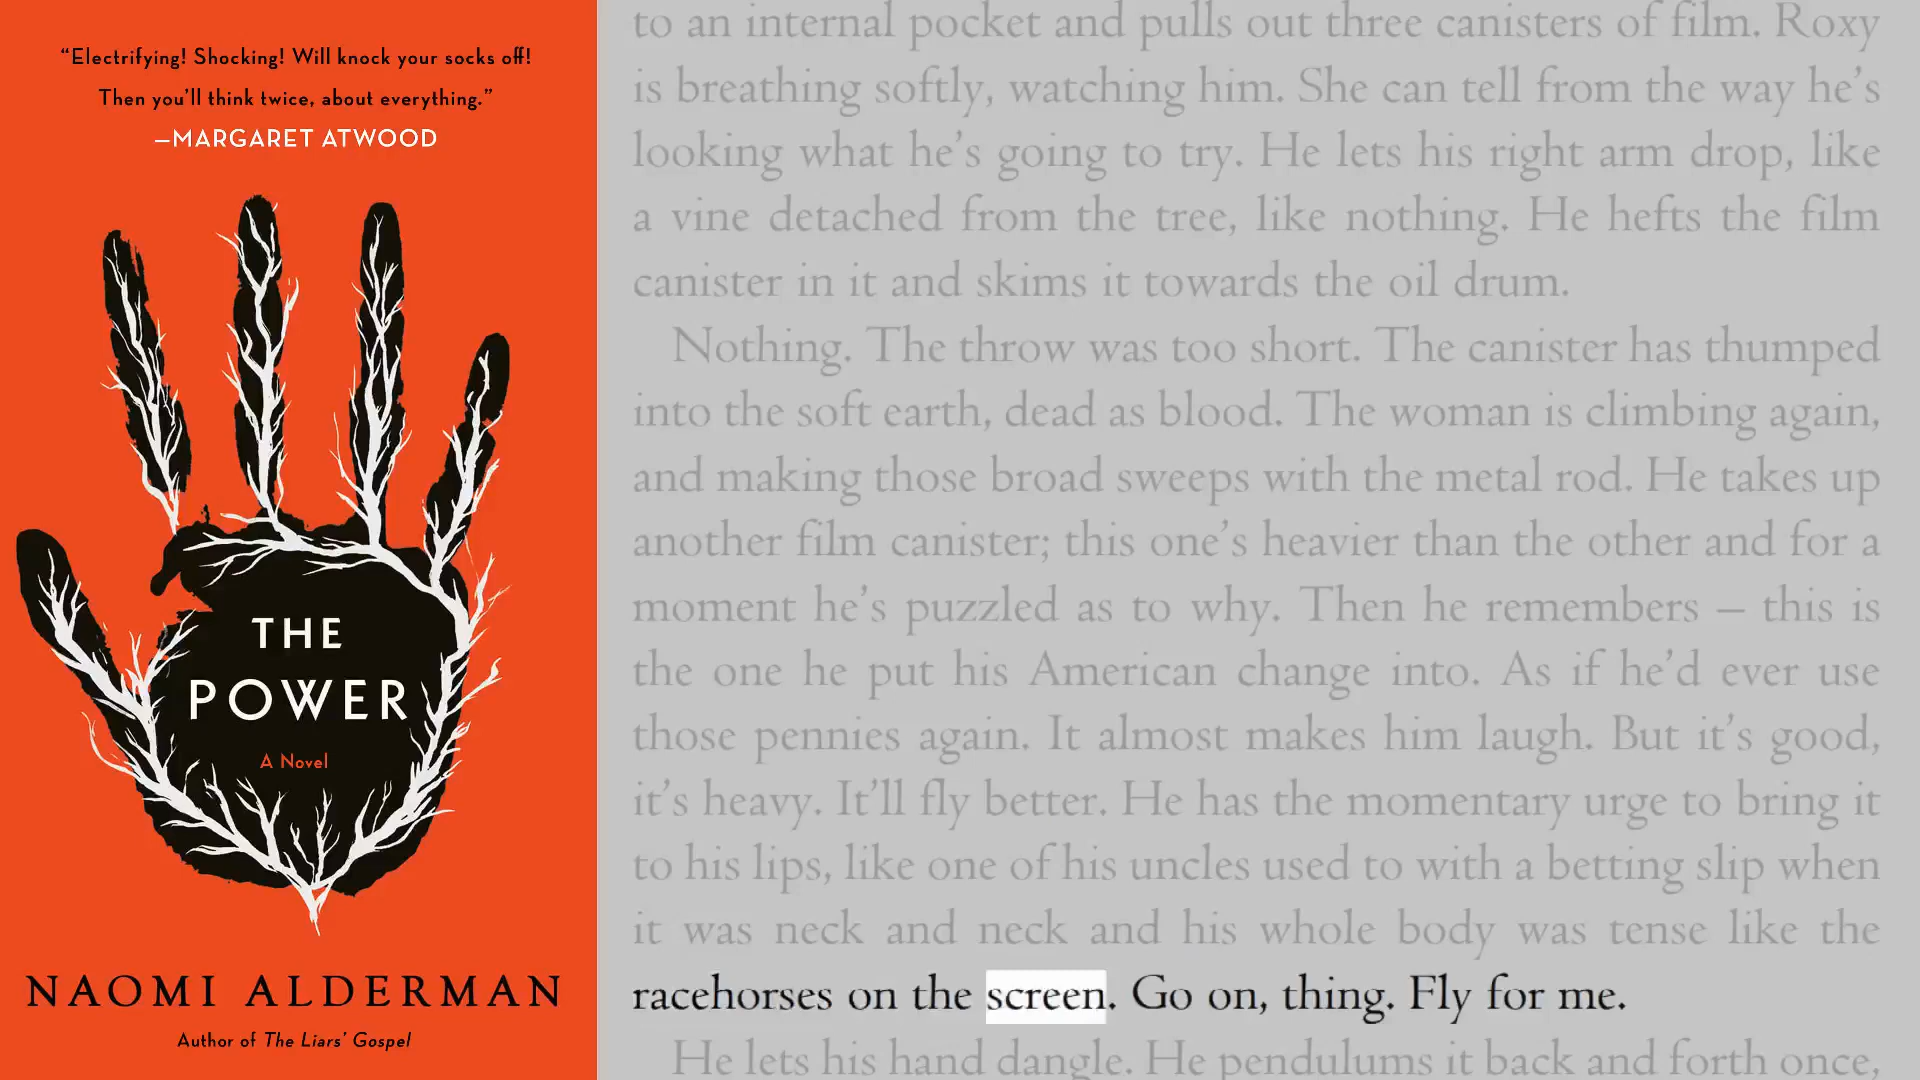 “Electrifying! Shocking! Will knock your socks off!
Then you’ll think twice, about everything.”
—MARGARET ATWOOD
THE
POWER
A Novel
NAOMI ALDERMAN
Author of The Liars’ Gospel
to an internal pocket and pulls out three canisters of film. Roxy
is breathing softly, watching him. She can tell from the way he’s
looking what he’s going to try. He lets his right arm drop, like
a vine detached from the tree, like nothing. He hefts the film
canister in it and skims it towards the oil drum.
Nothing. The throw was too short. The canister has thumped
into the soft earth, dead as blood. The woman is climbing again,
and making those broad sweeps with the metal rod. He takes up
another film canister; this one’s heavier than the other and for a
moment he’s puzzled as to why. Then he remembers – this is
the one he put his American change into. As if he’d ever use
those pennies again. It almost makes him laugh. But it’s good,
it’s heavy. It’ll fly better. He has the momentary urge to bring it
to his lips, like one of his uncles used to with a betting slip when
it was neck and neck and his whole body was tense like the
racehorses on the screen. Go on, thing. Fly for me.
He lets his hand dangle. He pendulums it back and forth once,